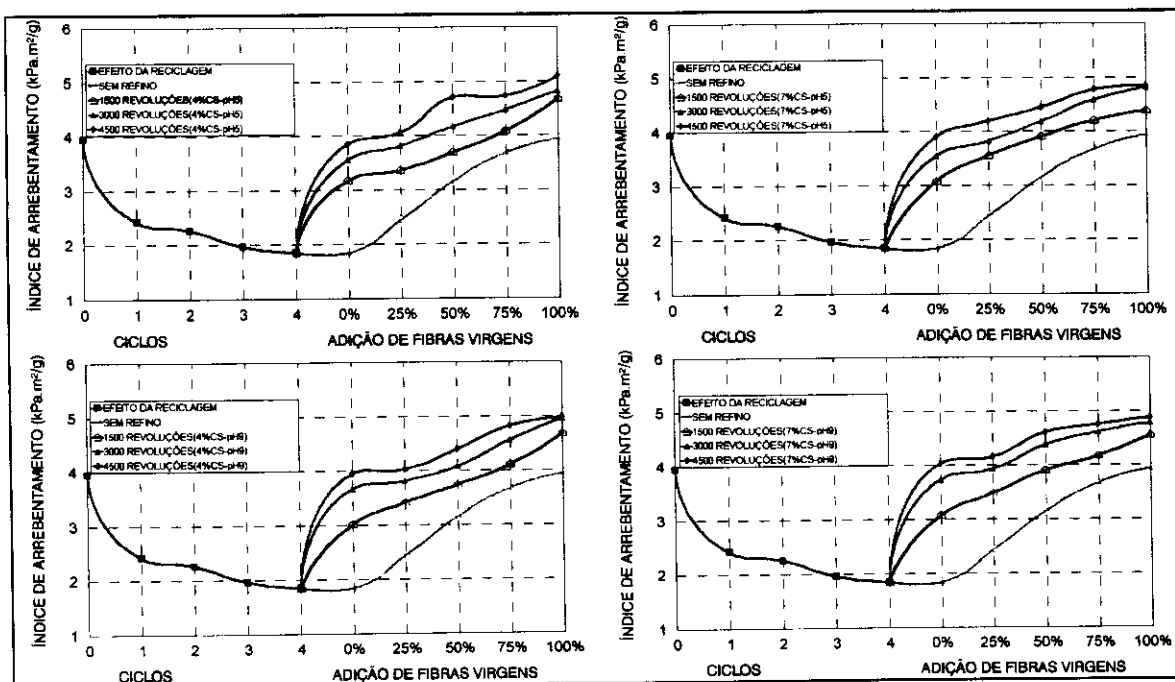 ÍNDICE DE ARREBENTAMENTO (kPa.m²/g)
6
5
4
3
2
1
EFEITO DA RECICLAGEM
SEM REFINO
1500 REVOLUÇÕES(4%CS-pH5)
3000 REVOLUÇÕES(4%CS-pH5)
4500 REVOLUÇÕES(4%CS-pH5)
0 1 2 3 4 0% 25% 50% 75% 100%
CICLOS ADIÇÃO DE FIBRAS VIRGENS
ÍNDICE DE ARREBENTAMENTO (kPa.m²/g)
6
5
4
3
2
1
EFEITO DA RECICLAGEM
SEM REFINO
1500 REVOLUÇÕES(7%CS-pH5)
3000 REVOLUÇÕES(7%CS-pH5)
4500 REVOLUÇÕES(7%CS-pH5)
0 1 2 3 4 0% 25% 50% 75% 100%
CICLOS ADIÇÃO DE FIBRAS VIRGENS
ÍNDICE DE ARREBENTAMENTO (kPa.m²/g)
6
5
4
3
2
1
EFEITO DA RECICLAGEM
SEM REFINO
1500 REVOLUÇÕES(4%CS-pH9)
3000 REVOLUÇÕES(4%CS-pH9)
4500 REVOLUÇÕES(4%CS-pH9)
0 1 2 3 4 0% 25% 50% 75% 100%
CICLOS ADIÇÃO DE FIBRAS VIRGENS
ÍNDICE DE ARREBENTAMENTO (kPa.m²/g)
6
5
4
3
2
1
EFEITO DA RECICLAGEM
SEM REFINO
1500 REVOLUÇÕES(7%CS-pH9)
3000 REVOLUÇÕES(7%CS-pH9)
4500 REVOLUÇÕES(7%CS-pH9)
0 1 2 3 4 0% 25% 50% 75% 100%
CICLOS ADIÇÃO DE FIBRAS VIRGENS